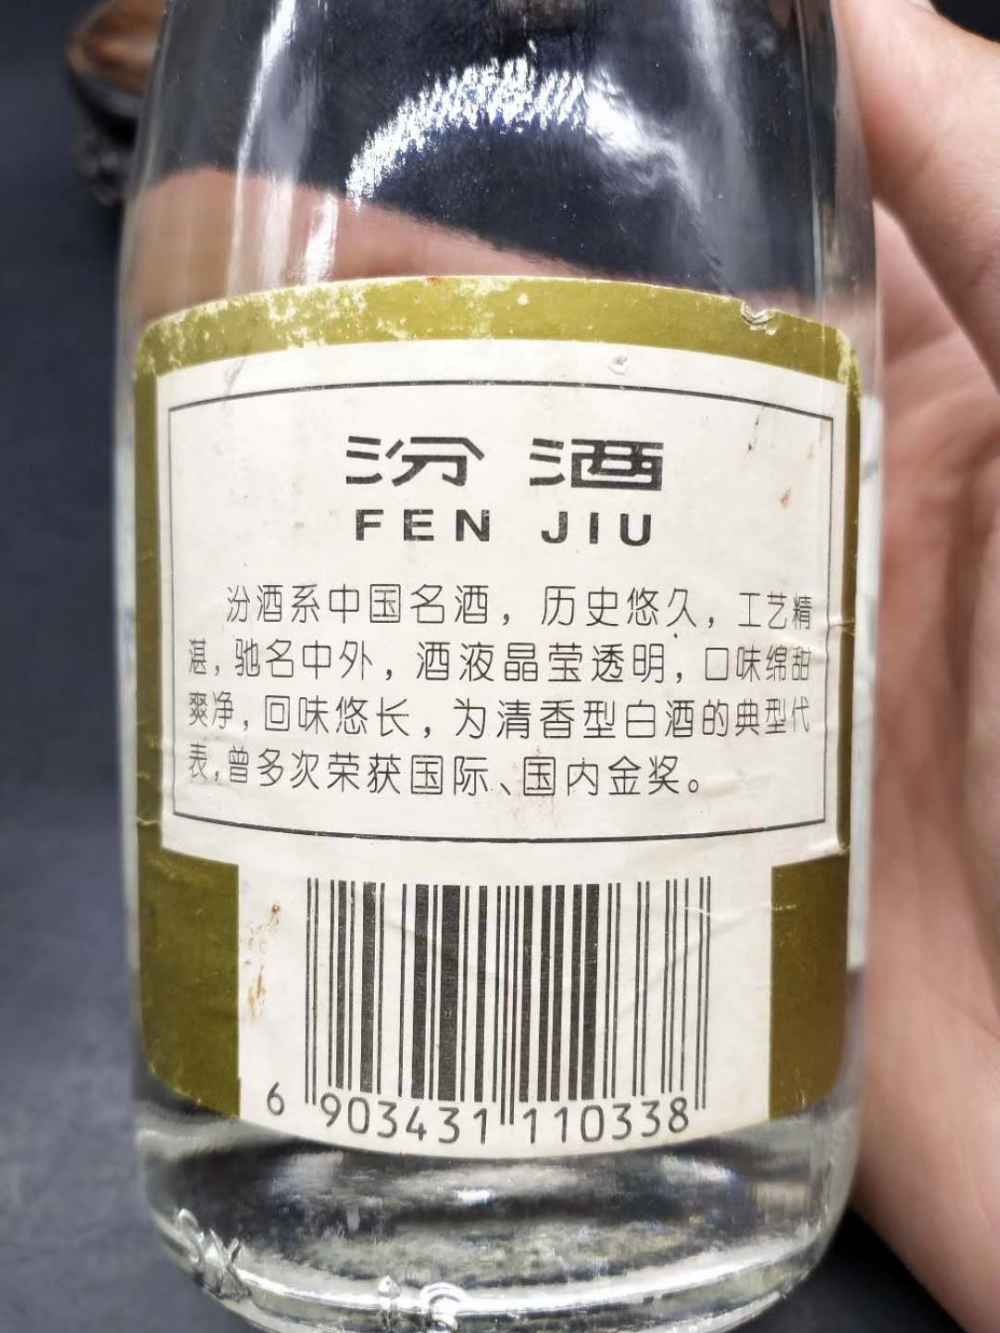 汾酒
FEN JIU
汾酒系中国名酒，历史悠久，工艺精
湛，驰名中外，酒液晶莹透明，口味绵甜
爽净，回味悠长，为清香型白酒的典型代
表，曾多次荣获国际、国内金奖。
6 903431 110338